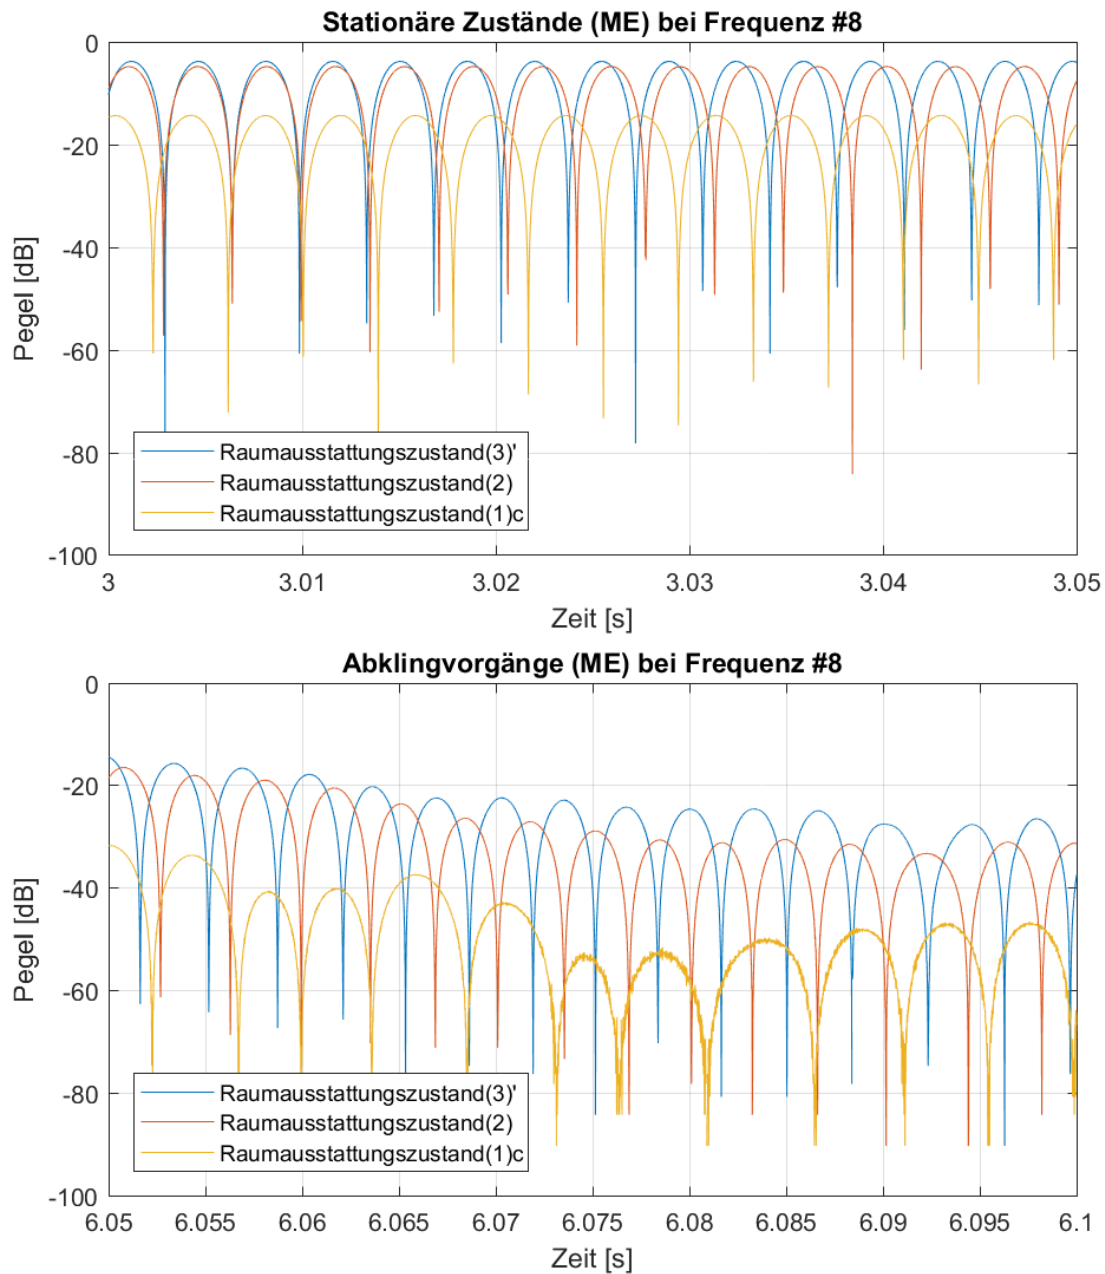 Stationäre Zustände (ME) bei Frequenz #8
0
-20
-40
-60
-80
-100
Pegel [dB]
Raumausstattungszustand(3)'
Raumausstattungszustand(2)
Raumausstattungszustand(1)c
3 3.01 3.02 3.03 3.04 3.05
Zeit [s]
Abklingvorgänge (ME) bei Frequenz #8
0
-20
-40
-60
-80
-100
Pegel [dB]
Raumausstattungszustand(3)'
Raumausstattungszustand(2)
Raumausstattungszustand(1)c
6.05 6.055 6.06 6.065 6.07 6.075 6.08 6.085 6.09 6.095 6.1
Zeit [s]